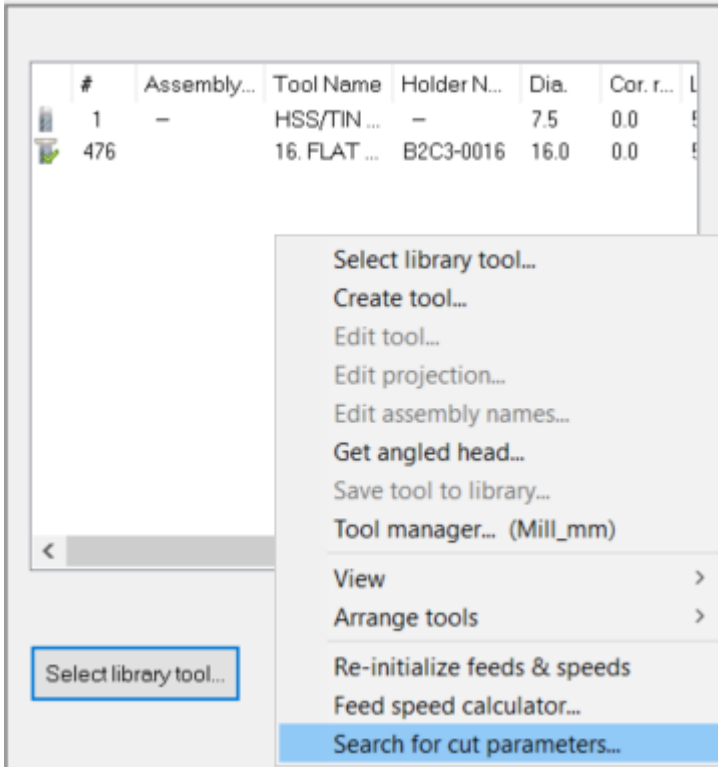 # Assembly... Tool Name Holder N... Dia. Cor. r... L
1 – HSS/TIN ... – 7.5 0.0
476 16. FLAT ... B2C3-0016 16.0 0.0
Select library tool...
Create tool...
Edit tool...
Edit projection...
Edit assembly names...
Get angled head...
Save tool to library...
Tool manager... (Mill_mm)
View
Arrange tools
Select library tool...
Re-initialize feeds & speeds
Feed speed calculator...
Search for cut parameters...